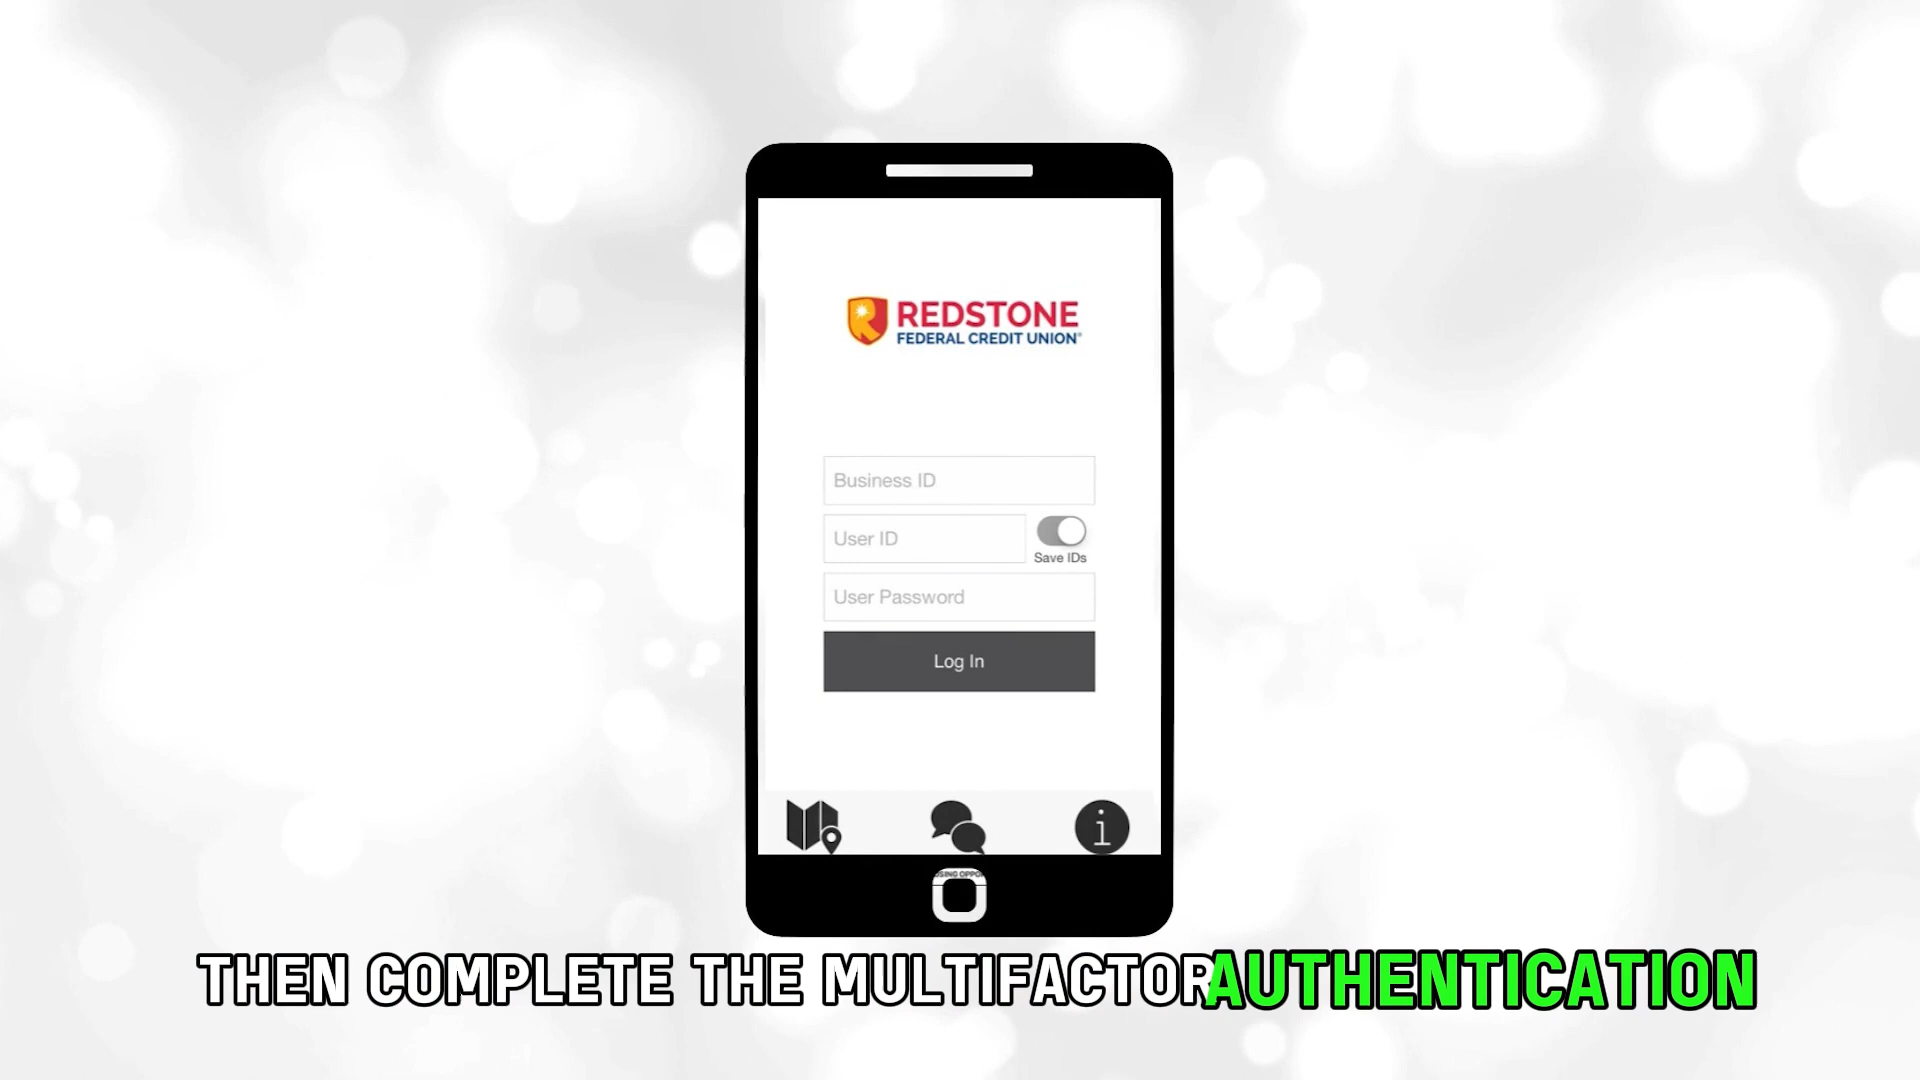 REDSTONE
FEDERAL CREDIT UNION®
Business ID
User ID
Save IDs
User Password
Log In
THEN COMPLETE THE MULTIFACTOR AUTHENTICATION